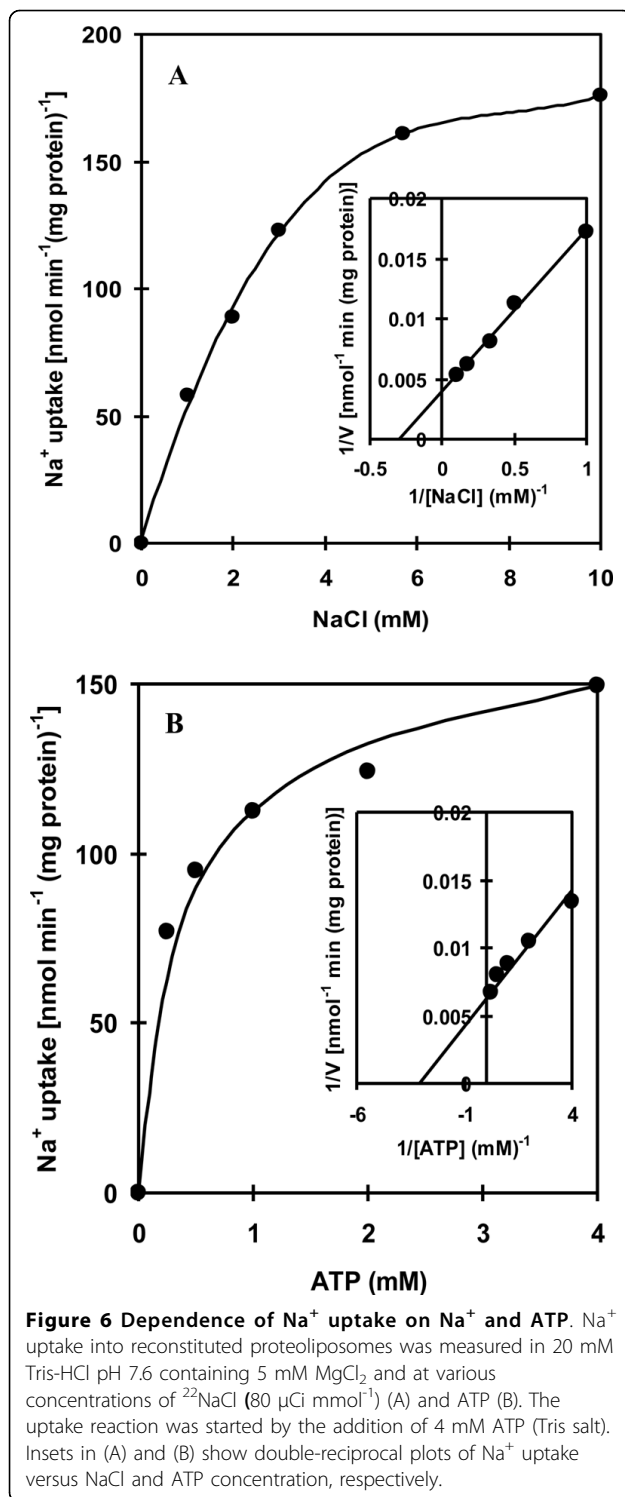 A
Na⁺ uptake [nmol min⁻¹(mg protein)⁻¹]
200
150
100
50
0
0 2 4 6 8 10
NaCl (mM)
1/V [nmol⁻¹ min (mg protein)]
0.02
0.015
0.01
0.005
0
-0.5 0 0.5 1
1/[NaCl] (mM)⁻¹
B
Na⁺ uptake [nmol min⁻¹ (mg protein)⁻¹]
150
100
50
0
0 1 2 3 4
ATP (mM)
1/V [nmol⁻¹ min (mg protein)]
0.02
0.015
0.01
0.005
0
-6 -1 4
1/[ATP] (mM)⁻¹
Figure 6 Dependence of Na⁺ uptake on Na⁺ and ATP. Na⁺
uptake into reconstituted proteoliposomes was measured in 20 mM
Tris-HCl pH 7.6 containing 5 mM MgCl₂ and at various
concentrations of ²²NaCl (80 μCi mmol⁻¹) (A) and ATP (B). The
uptake reaction was started by the addition of 4 mM ATP (Tris salt).
Insets in (A) and (B) show double-reciprocal plots of Na⁺ uptake
versus NaCl and ATP concentration, respectively.